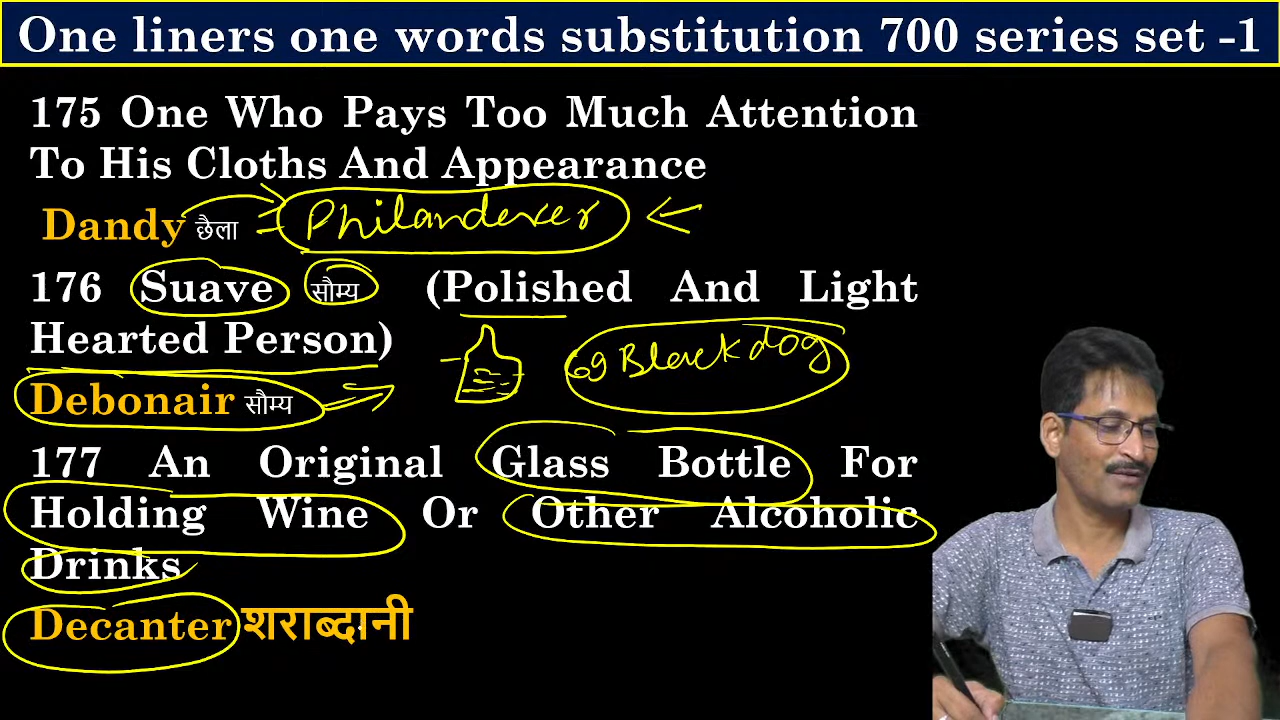 One liners one words substitution 700 series set -1
175 One Who Pays Too Much Attention
To His Cloths And Appearance
Dandy छैला = Philanderer
176 Suave सौम्य (Polished And Light
Hearted Person)
69 Black dog
Debonair सौम्य
177 An Original Glass Bottle For
Holding Wine Or Other Alcoholic
Drinks
Decanter शराब्दानी